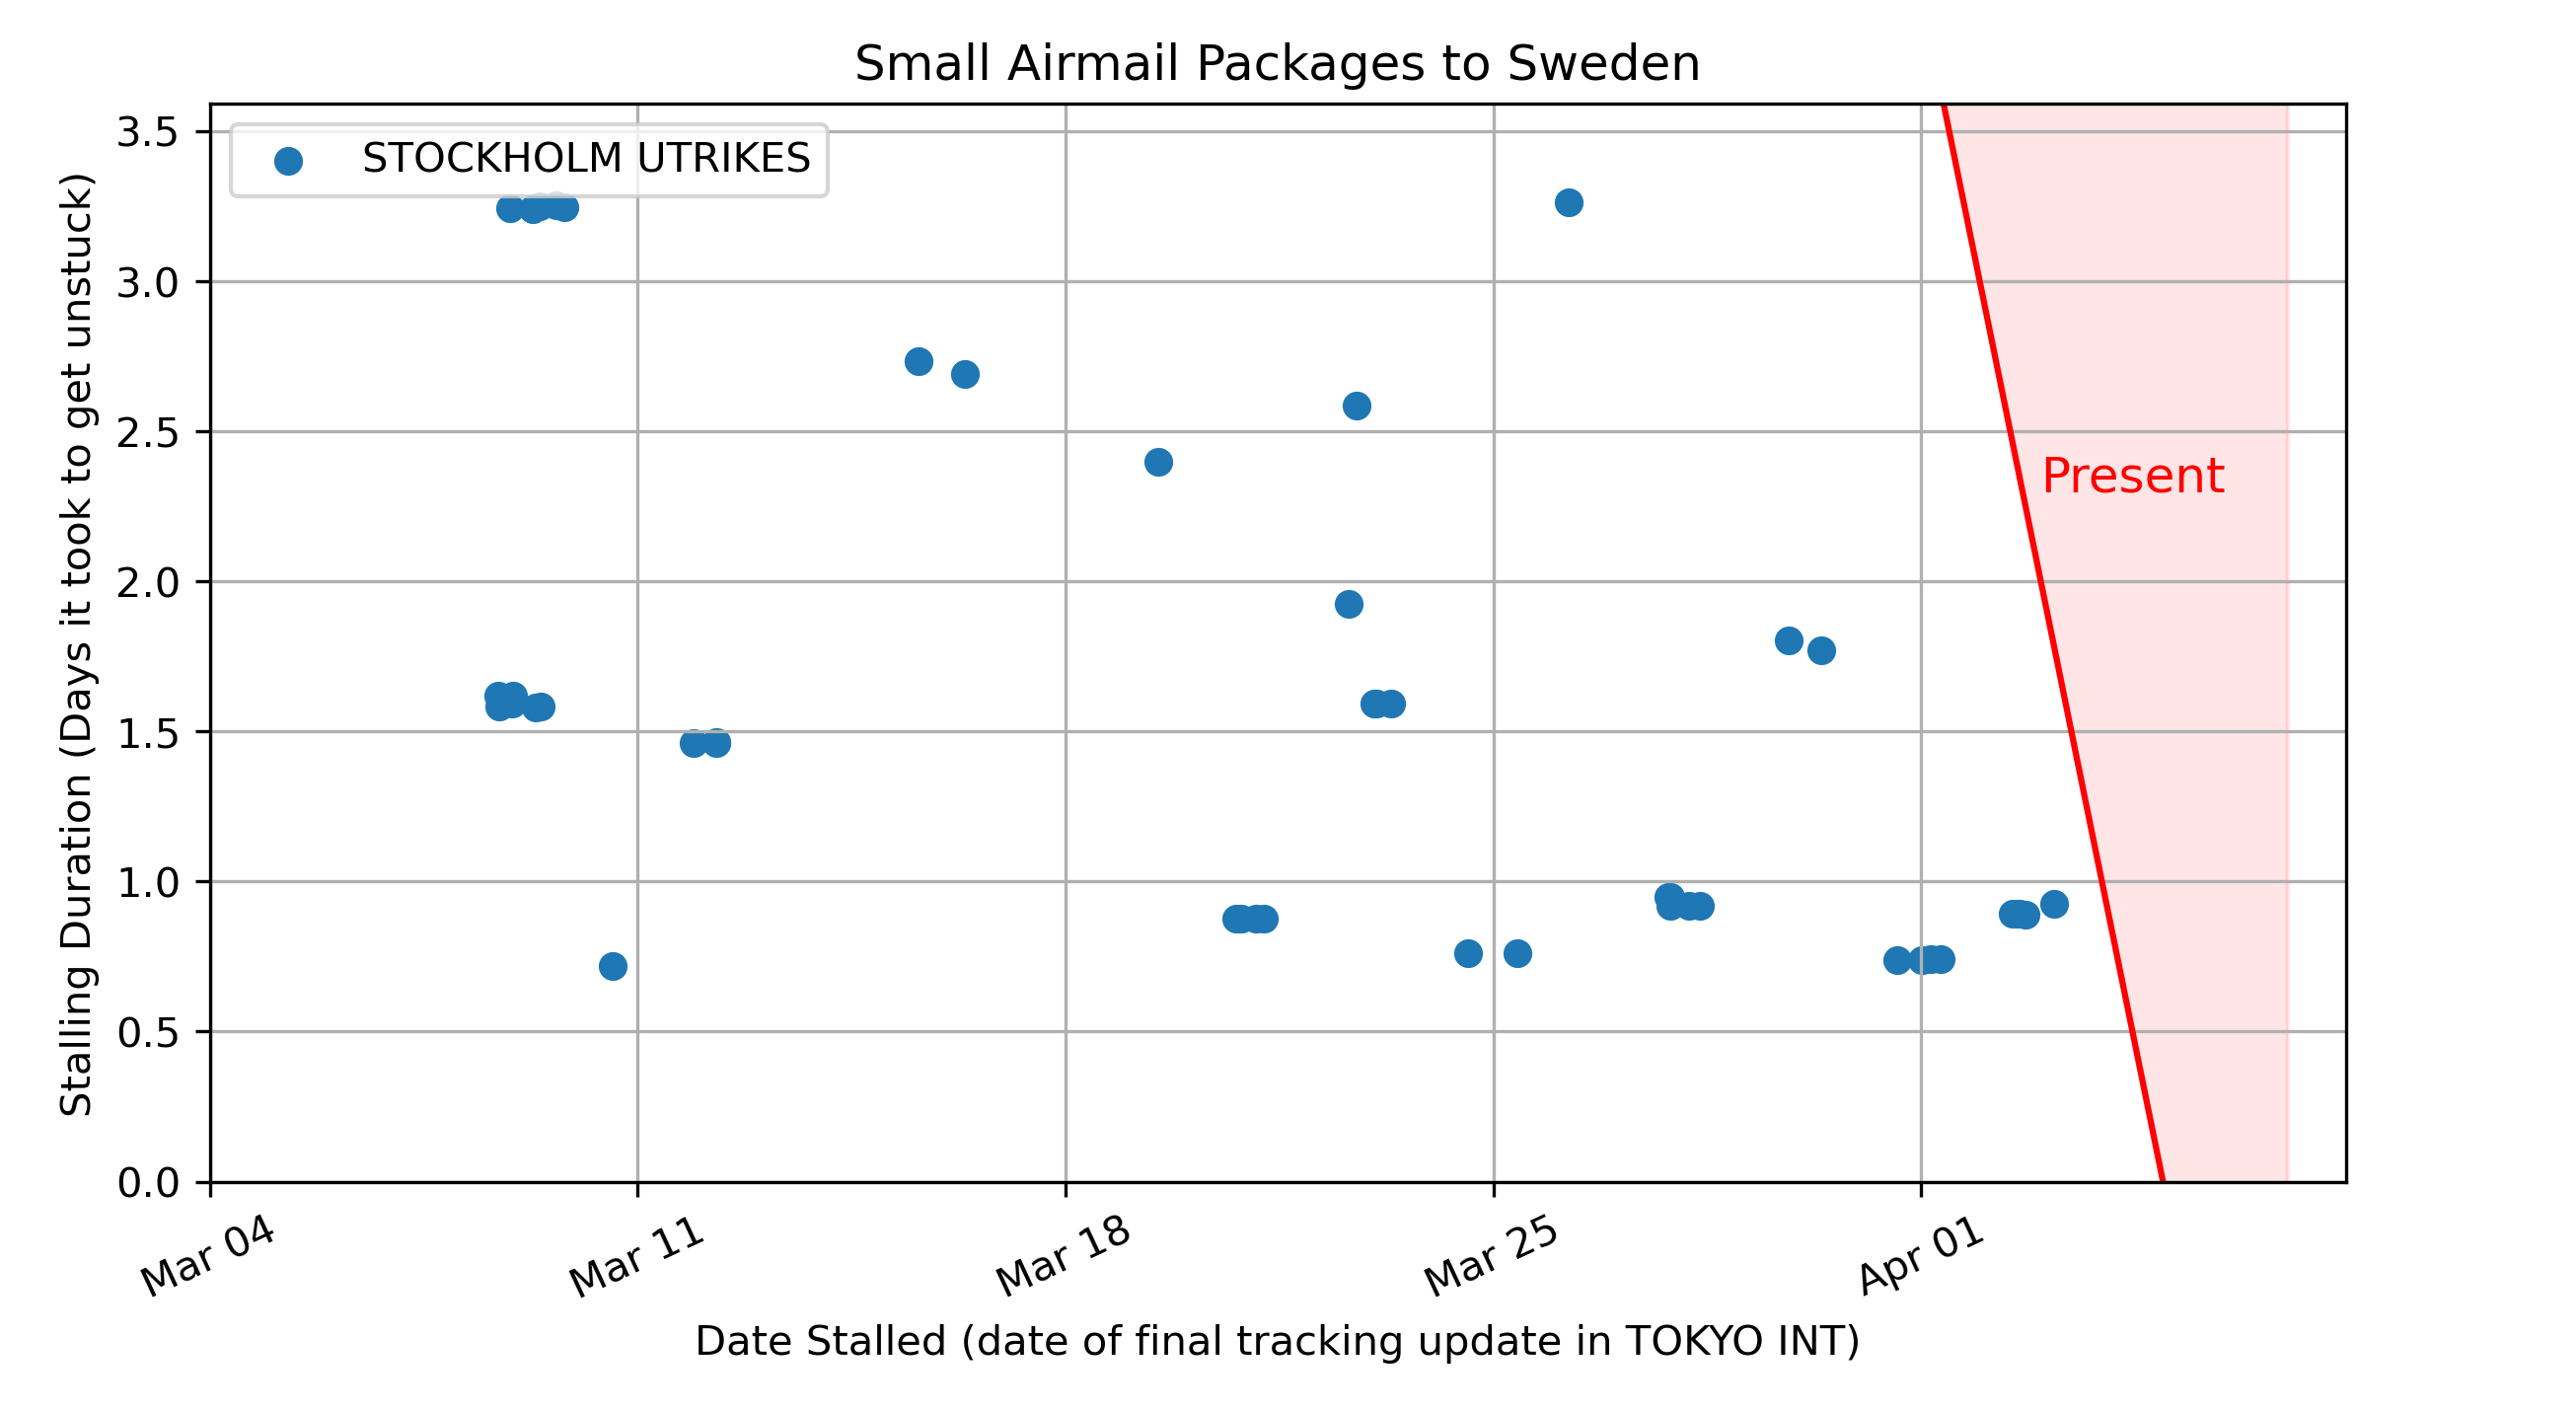 Small Airmail Packages to Sweden
STOCKHOLM UTRIKES
Stalling Duration (Days it took to get unstuck)
3.5
3.0
2.5
2.0
1.5
1.0
0.5
0.0
Present
Mar 04
Mar 11
Mar 18
Mar 25
Apr 01
Date Stalled (date of final tracking update in TOKYO INT)